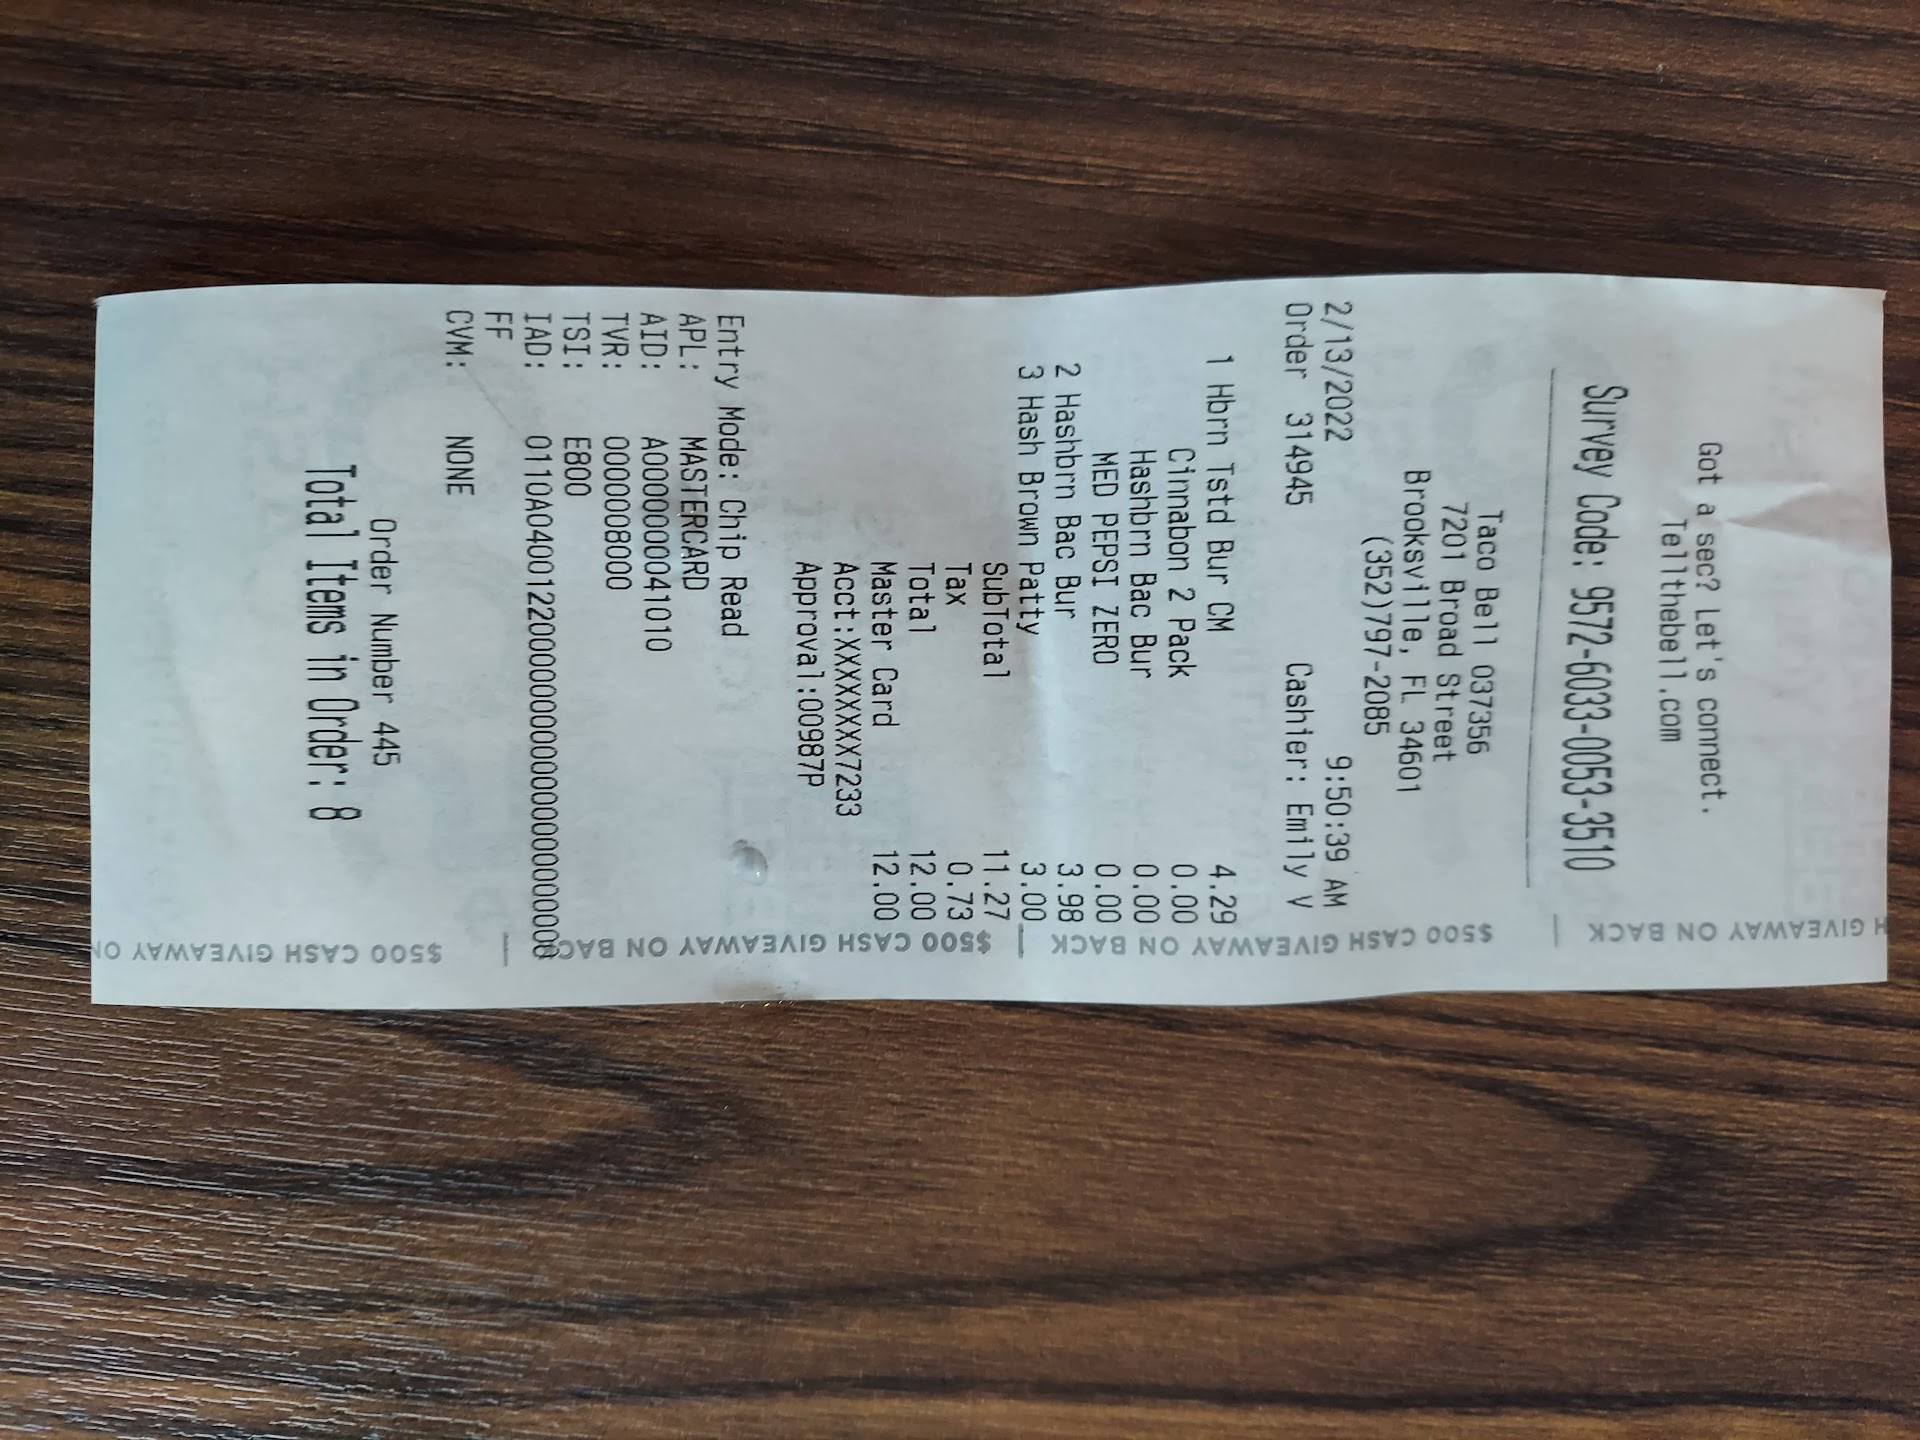 Got a sec? Let's connect.
Tellthebell.com
Survey Code: 9572-6033-0053-3510
Taco Bell 037356
7201 Broad Street
Brooksville, FL 34601
(352)797-2085
2/13/2022 9:50:39 AM
Order 314945 Cashier: Emily V
1 Hbrn Tstd Bur CM 4.29
Cinnabon 2 Pack 0.00
Hashbrn Bac Bur 0.00
MED PEPSI ZERO 0.00
2 Hashbrn Bac Bur 3.98
3 Hash Brown Patty 3.00
SubTotal 11.27
Tax 0.73
Total 12.00
Master Card 12.00
Acct:XXXXXXXX7233
Approval:00987P
Entry Mode: Chip Read
APL: MASTERCARD
AID: A0000000041010
TVR: 0000008000
TSI: E800
IAD:
FF
CVM: NONE
Order Number 445
Total Items in Order: 8
H GIVEAWAY ON BACK
$500 CASH GIVEAWAY ON BACK
$500 CASH GIVEAWAY ON BACK
$500 CASH GIVEAWAY ON